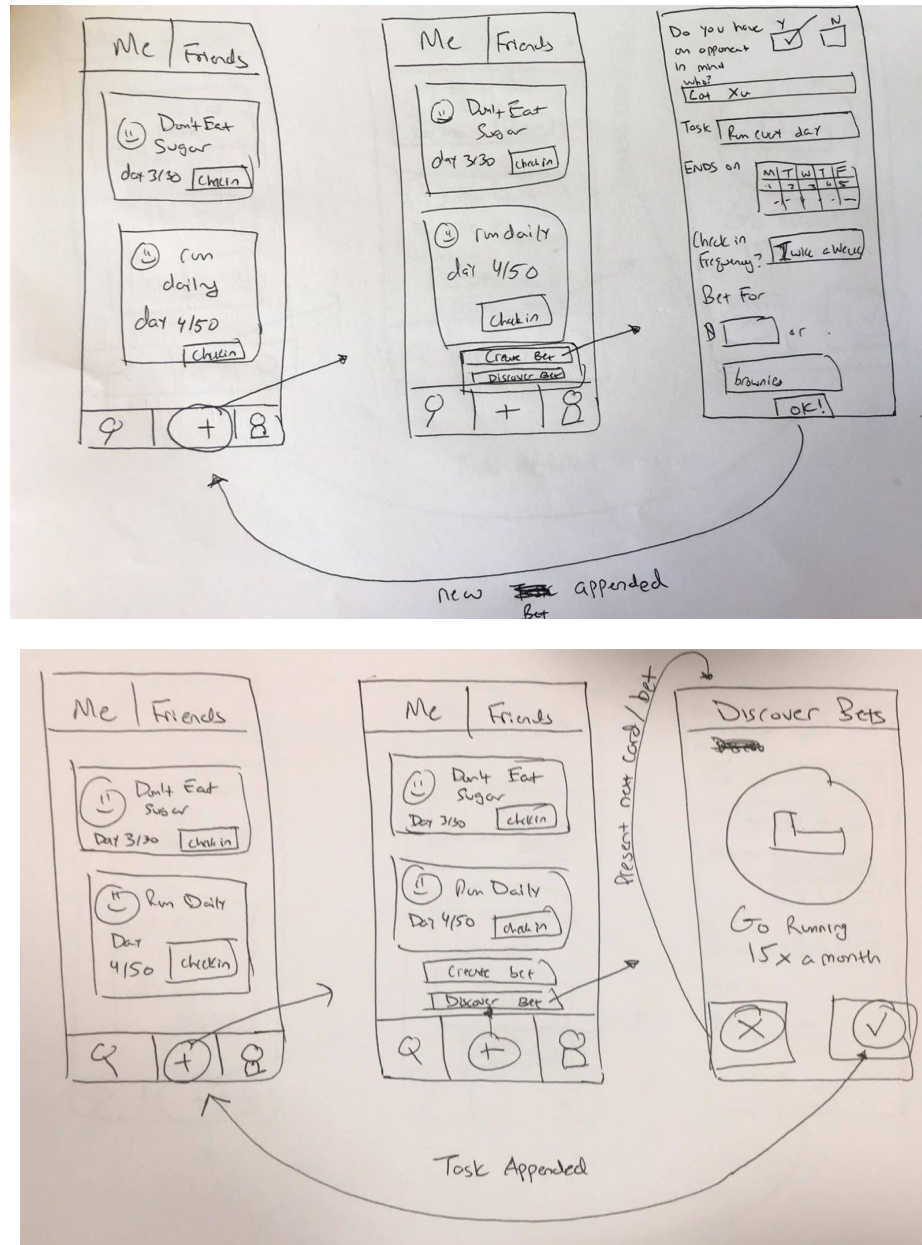 Me Friends
Don't Eat
Sugar
day 3/30 Checkin
run
daily
day 4/50
Checkin
+
Me Friends
Don't Eat
Sugar
day 3/30 Checkin
run daily
day 4/50
Checkin
Create Bet
Discover Bet
+
Do you have Y N
an opponent
in mind
who?
Task Run every day
ENDS on M T W T F
1 2 3 4 5
Check in
Frequency? Twice a week
Bet For
or
brownies
OK!
new appended
Bet
Me Friends
Don't Eat
Sugar
Day 3/30 checkin
Run Daily
Day
4/50 checkin
+
Me Friends
Don't Eat
Sugar
Day 3/30 checkin
Run Daily
Day 4/50 check in
Create bet
Discover Bet
+
Present next card/bet
Discover Bets
Go Running
15x a month
Task Appended